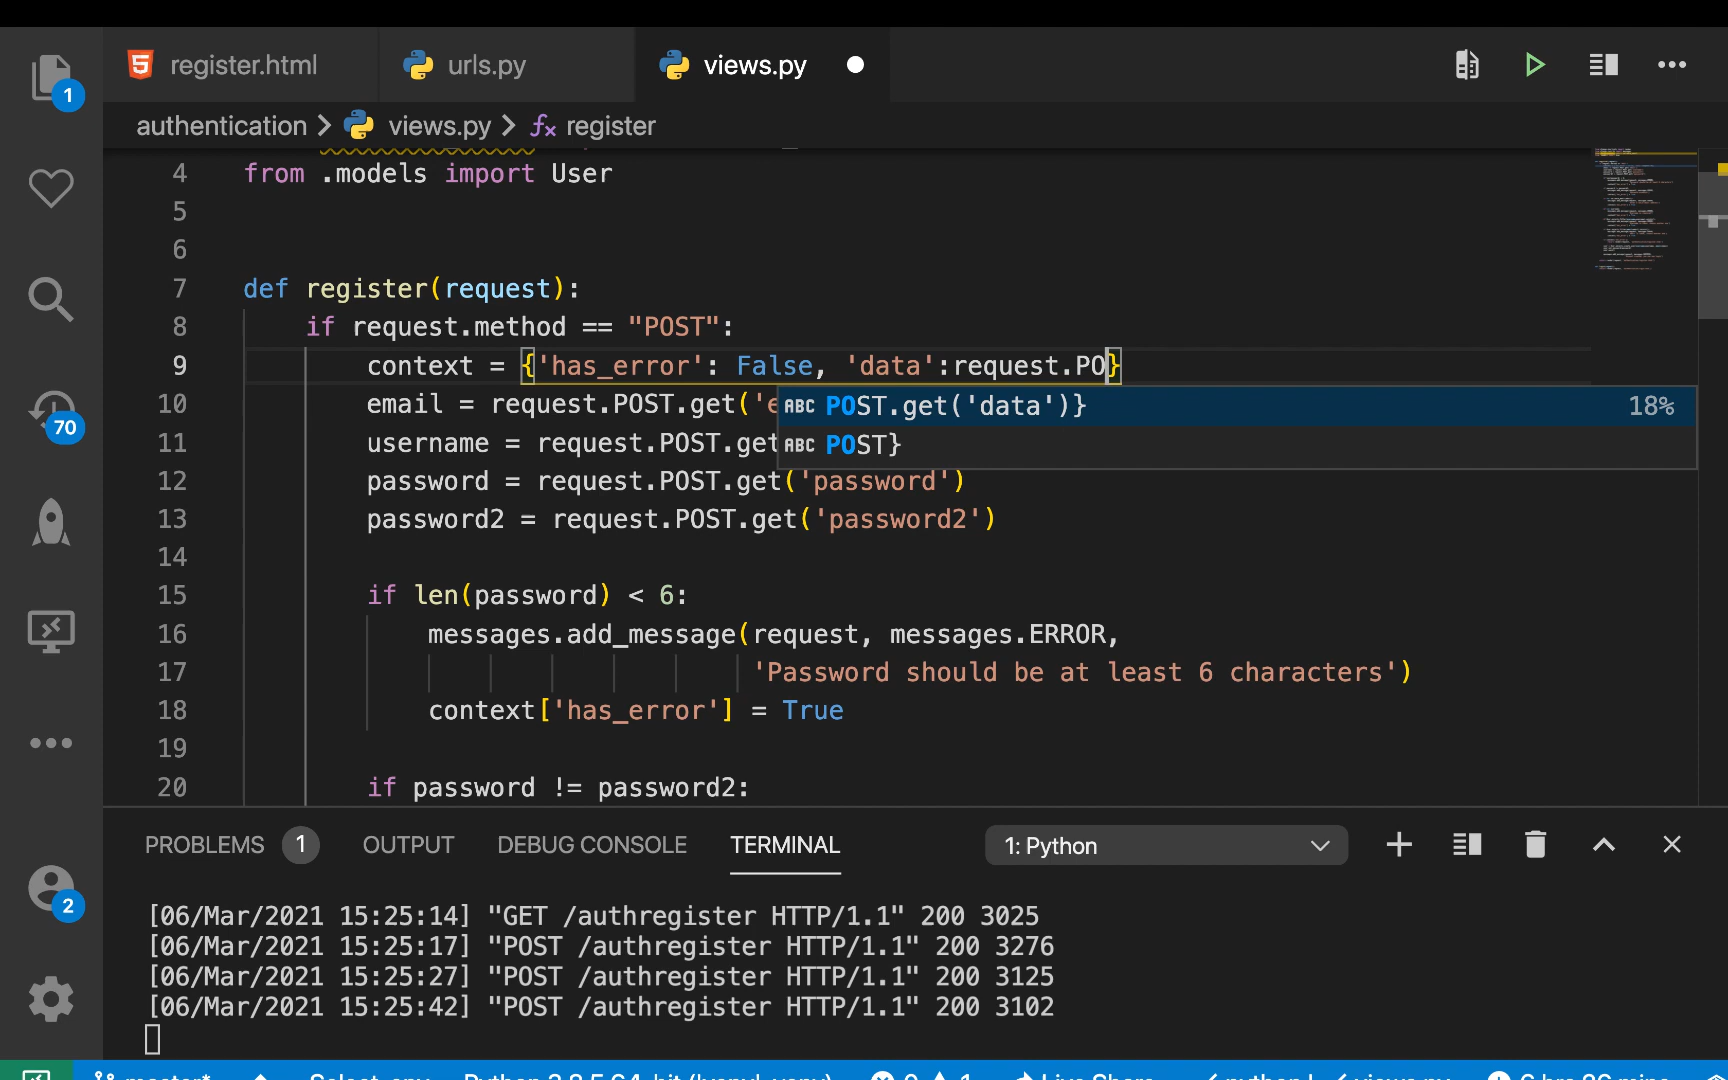 1
register.html
urls.py
views.py
authentication > views.py > register
4 from .models import User
5
6
7 def register(request):
8 if request.method == "POST":
9 context = {'has_error': False, 'data':request.PO}
10 email = request.POST.get('e
ABC POST.get('data')} 18%
11 username = request.POST.get
ABC POST}
12 password = request.POST.get('password')
13 password2 = request.POST.get('password2')
14
15 if len(password) < 6:
16 messages.add_message(request, messages.ERROR,
17 'Password should be at least 6 characters')
18 context['has_error'] = True
19
20 if password != password2:
70
2
PROBLEMS 1 OUTPUT DEBUG CONSOLE TERMINAL 1: Python
[06/Mar/2021 15:25:14] "GET /authregister HTTP/1.1" 200 3025
[06/Mar/2021 15:25:17] "POST /authregister HTTP/1.1" 200 3276
[06/Mar/2021 15:25:27] "POST /authregister HTTP/1.1" 200 3125
[06/Mar/2021 15:25:42] "POST /authregister HTTP/1.1" 200 3102